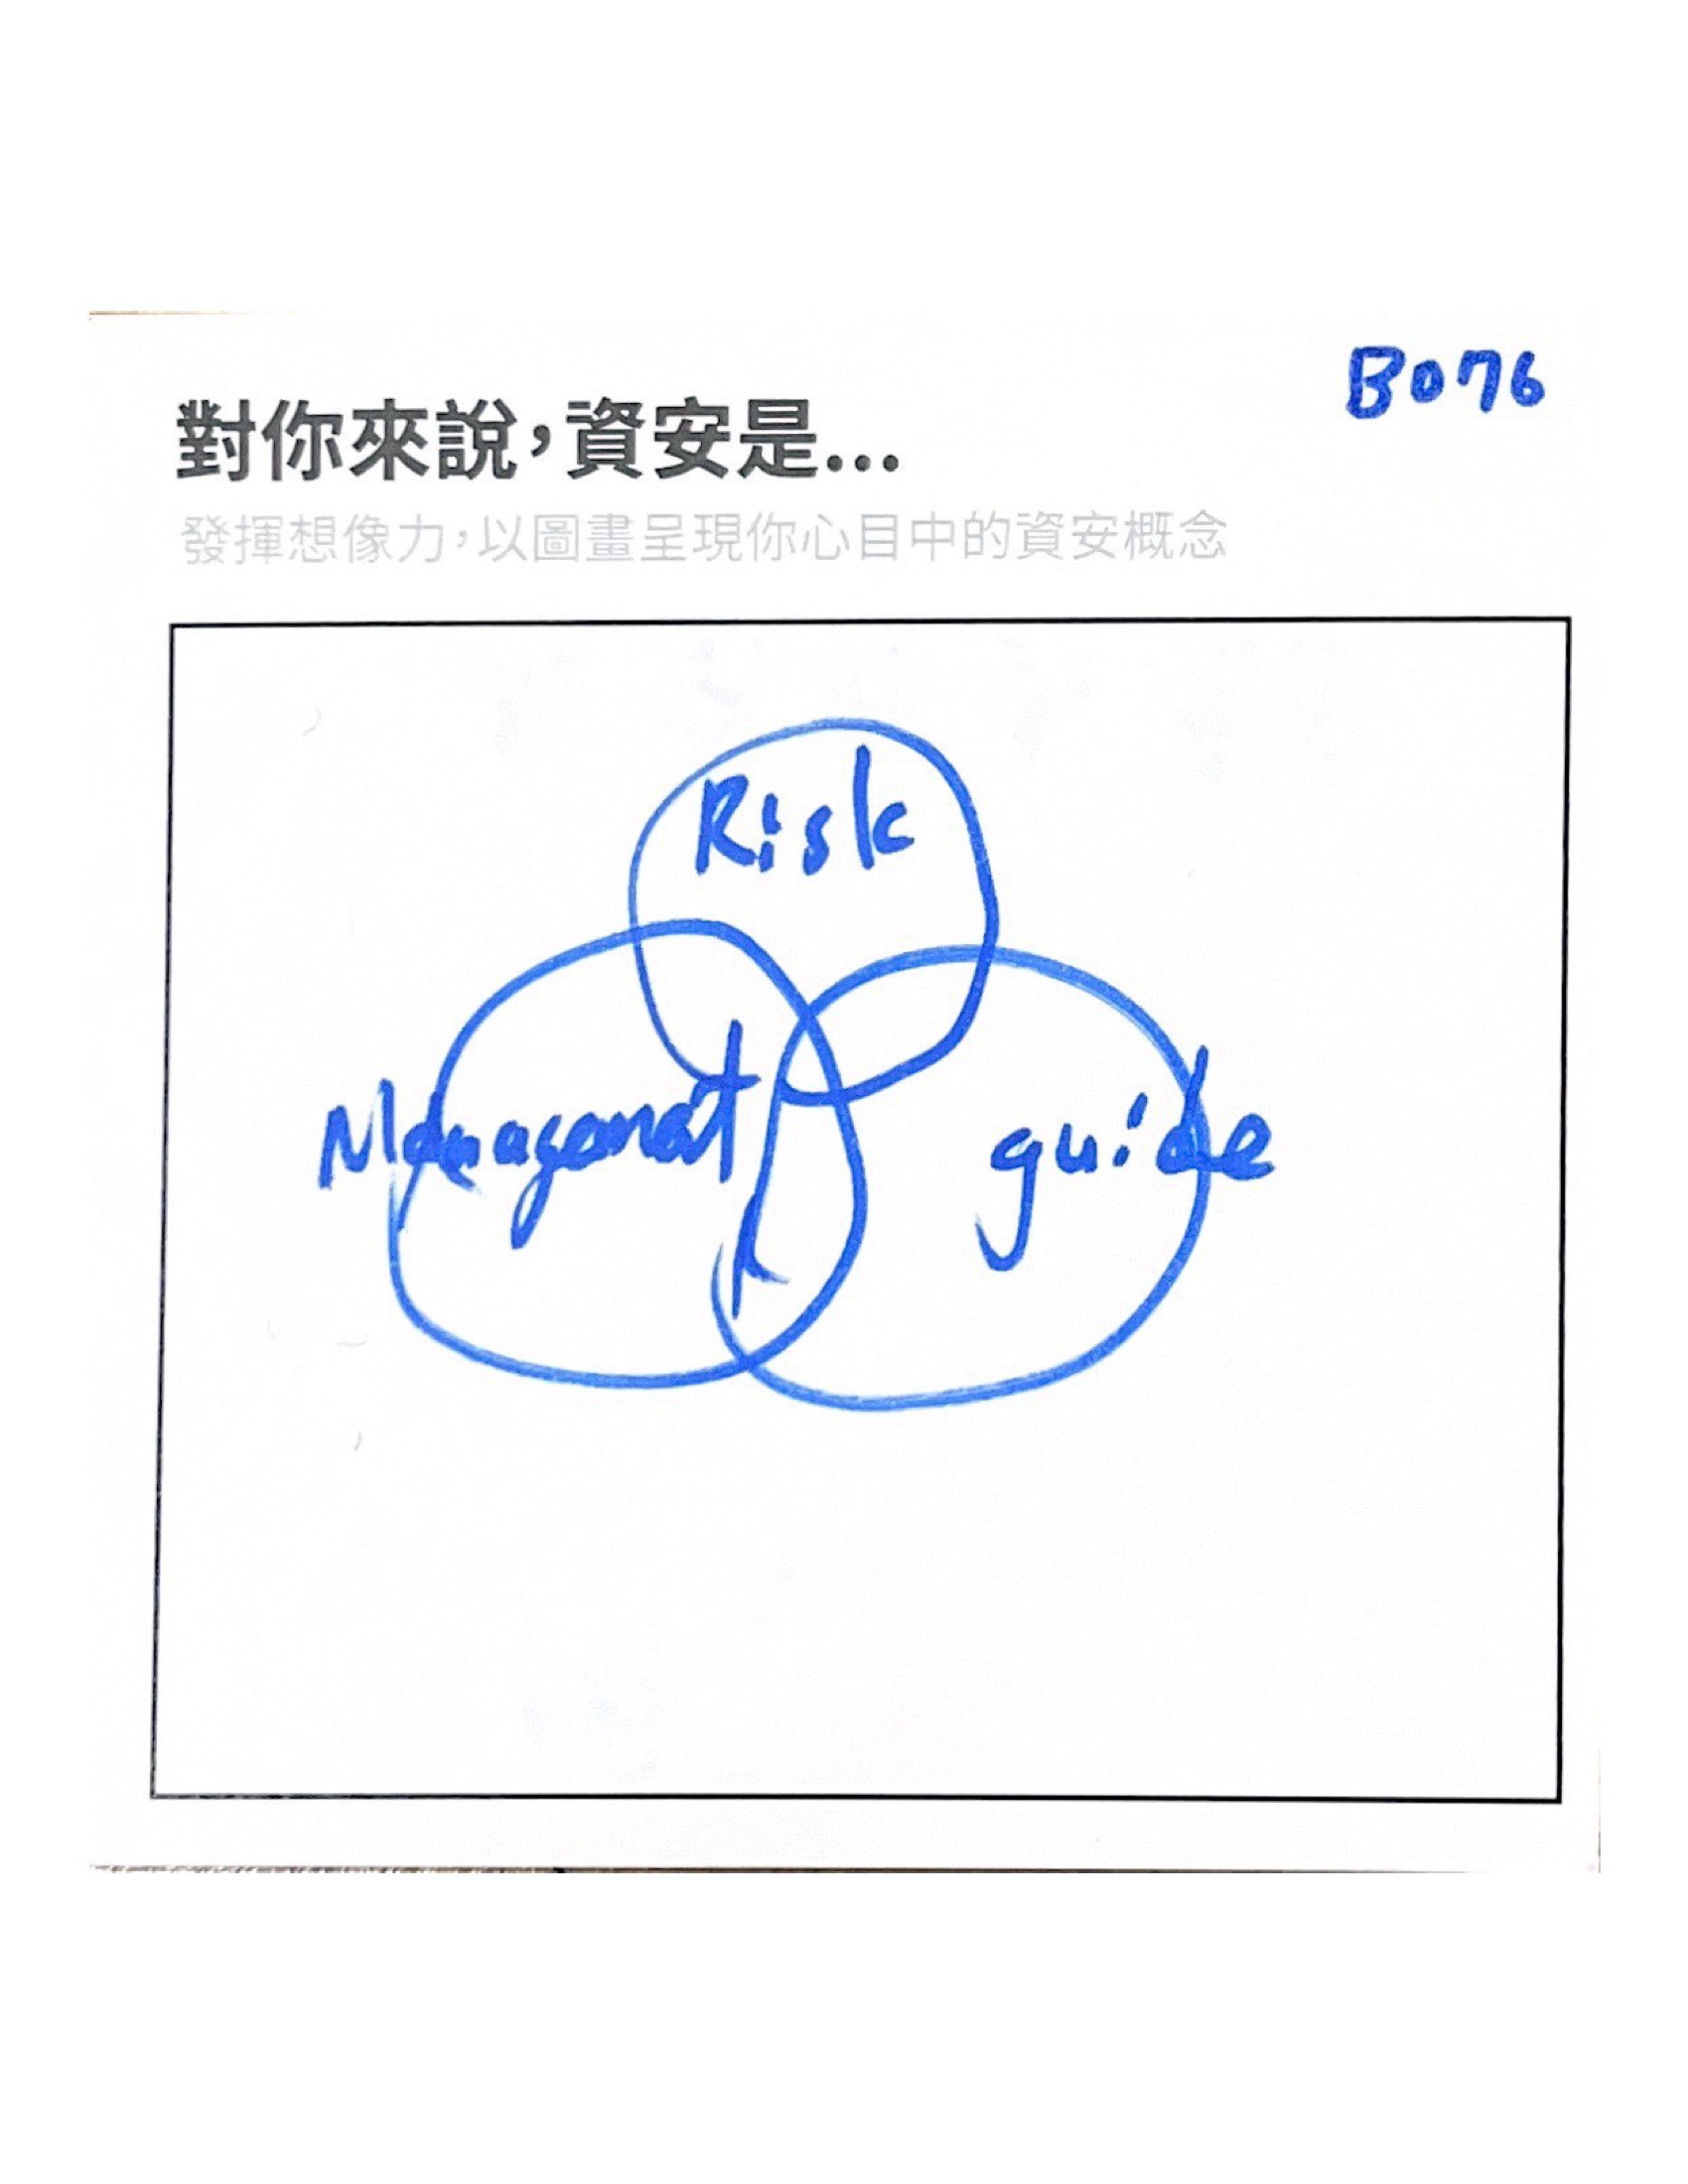 B076
對你來說，資安是...
發揮想像力，以圖畫呈現你心目中的資安概念
Risk
Managemat
guide